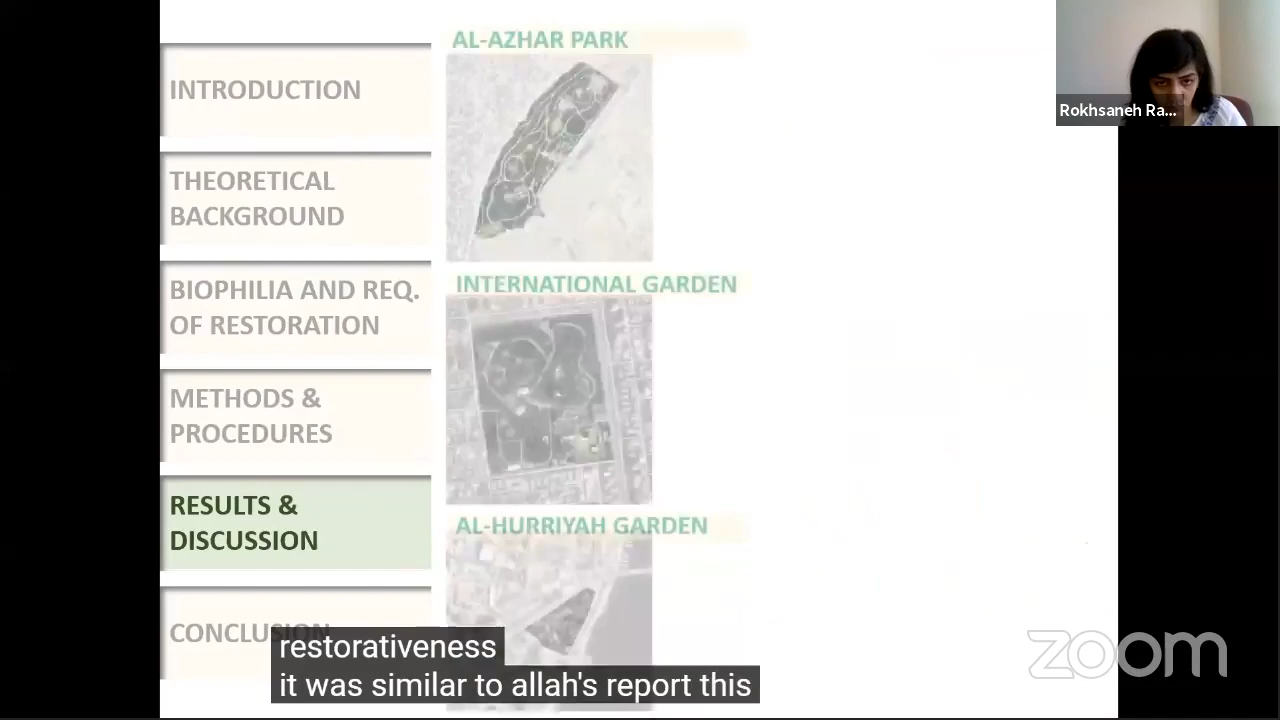 AL-AZHAR PARK
INTRODUCTION
Rokhsaneh Ra...
THEORETICAL
BACKGROUND
INTERNATIONAL GARDEN
BIOPHILIA AND REQ.
OF RESTORATION
METHODS &
PROCEDURES
RESULTS &
DISCUSSION
AL-HURRIYAH GARDEN
CONCLUSION
restorativeness
it was similar to allah's report this
zoom